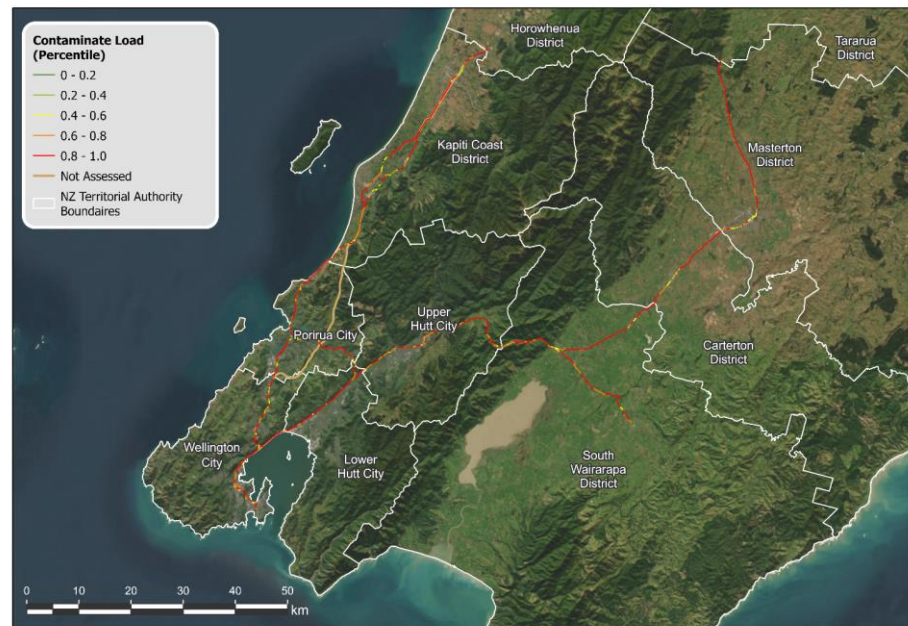 Contaminate Load
(Percentile)
0 - 0.2
0.2 - 0.4
0.4 - 0.6
0.6 - 0.8
0.8 - 1.0
Not Assessed
NZ Territorial Authority
Boundaires
Horowhenua
District
Tararua
District
Kapiti Coast
District
Masterton
District
Upper
Hutt City
Porirua City
Carterton
District
Wellington
City
Lower
Hutt City
South
Wairarapa
District
0 10 20 30 40 50
km